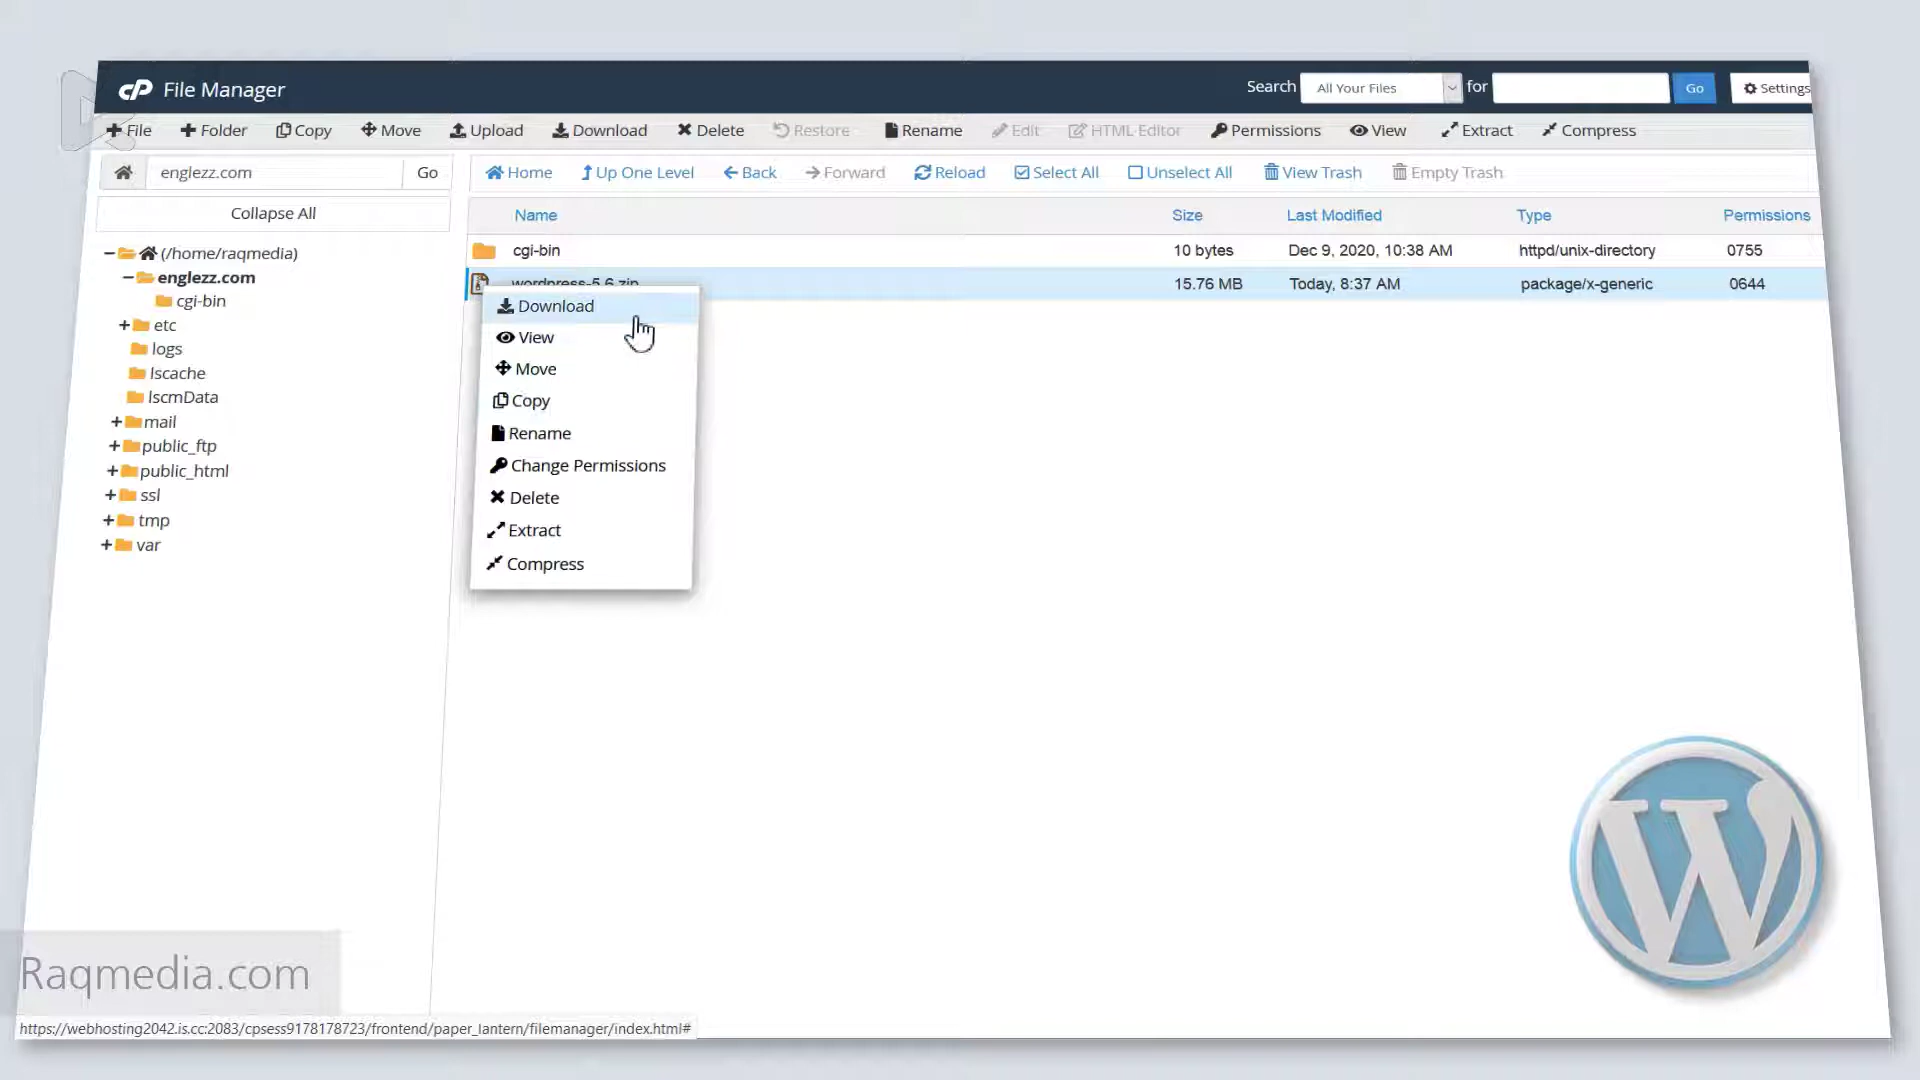 cP File Manager Search All Your Files for Go Settings
File Folder Copy Move Upload Download Delete Restore Rename Edit HTML Editor Permissions View Extract Compress
englezz.com Go Home Up One Level Back Forward Reload Select All Unselect All View Trash Empty Trash
Collapse All
Name Size Last Modified Type Permissions
(/home/raqmedia)
englezz.com
cgi-bin
etc
logs
lscache
lscmData
mail
public_ftp
public_html
ssl
tmp
var
cgi-bin 10 bytes Dec 9, 2020, 10:38 AM httpd/unix-directory 0755
wordpress-5.6.zip 15.76 MB Today, 8:37 AM package/x-generic 0644
Download
View
Move
Copy
Rename
Change Permissions
Delete
Extract
Compress
W
Raqmedia.com
https://webhosting2042.is.cc:2083/cpsess9178178723/frontend/paper_lantern/filemanager/index.html#